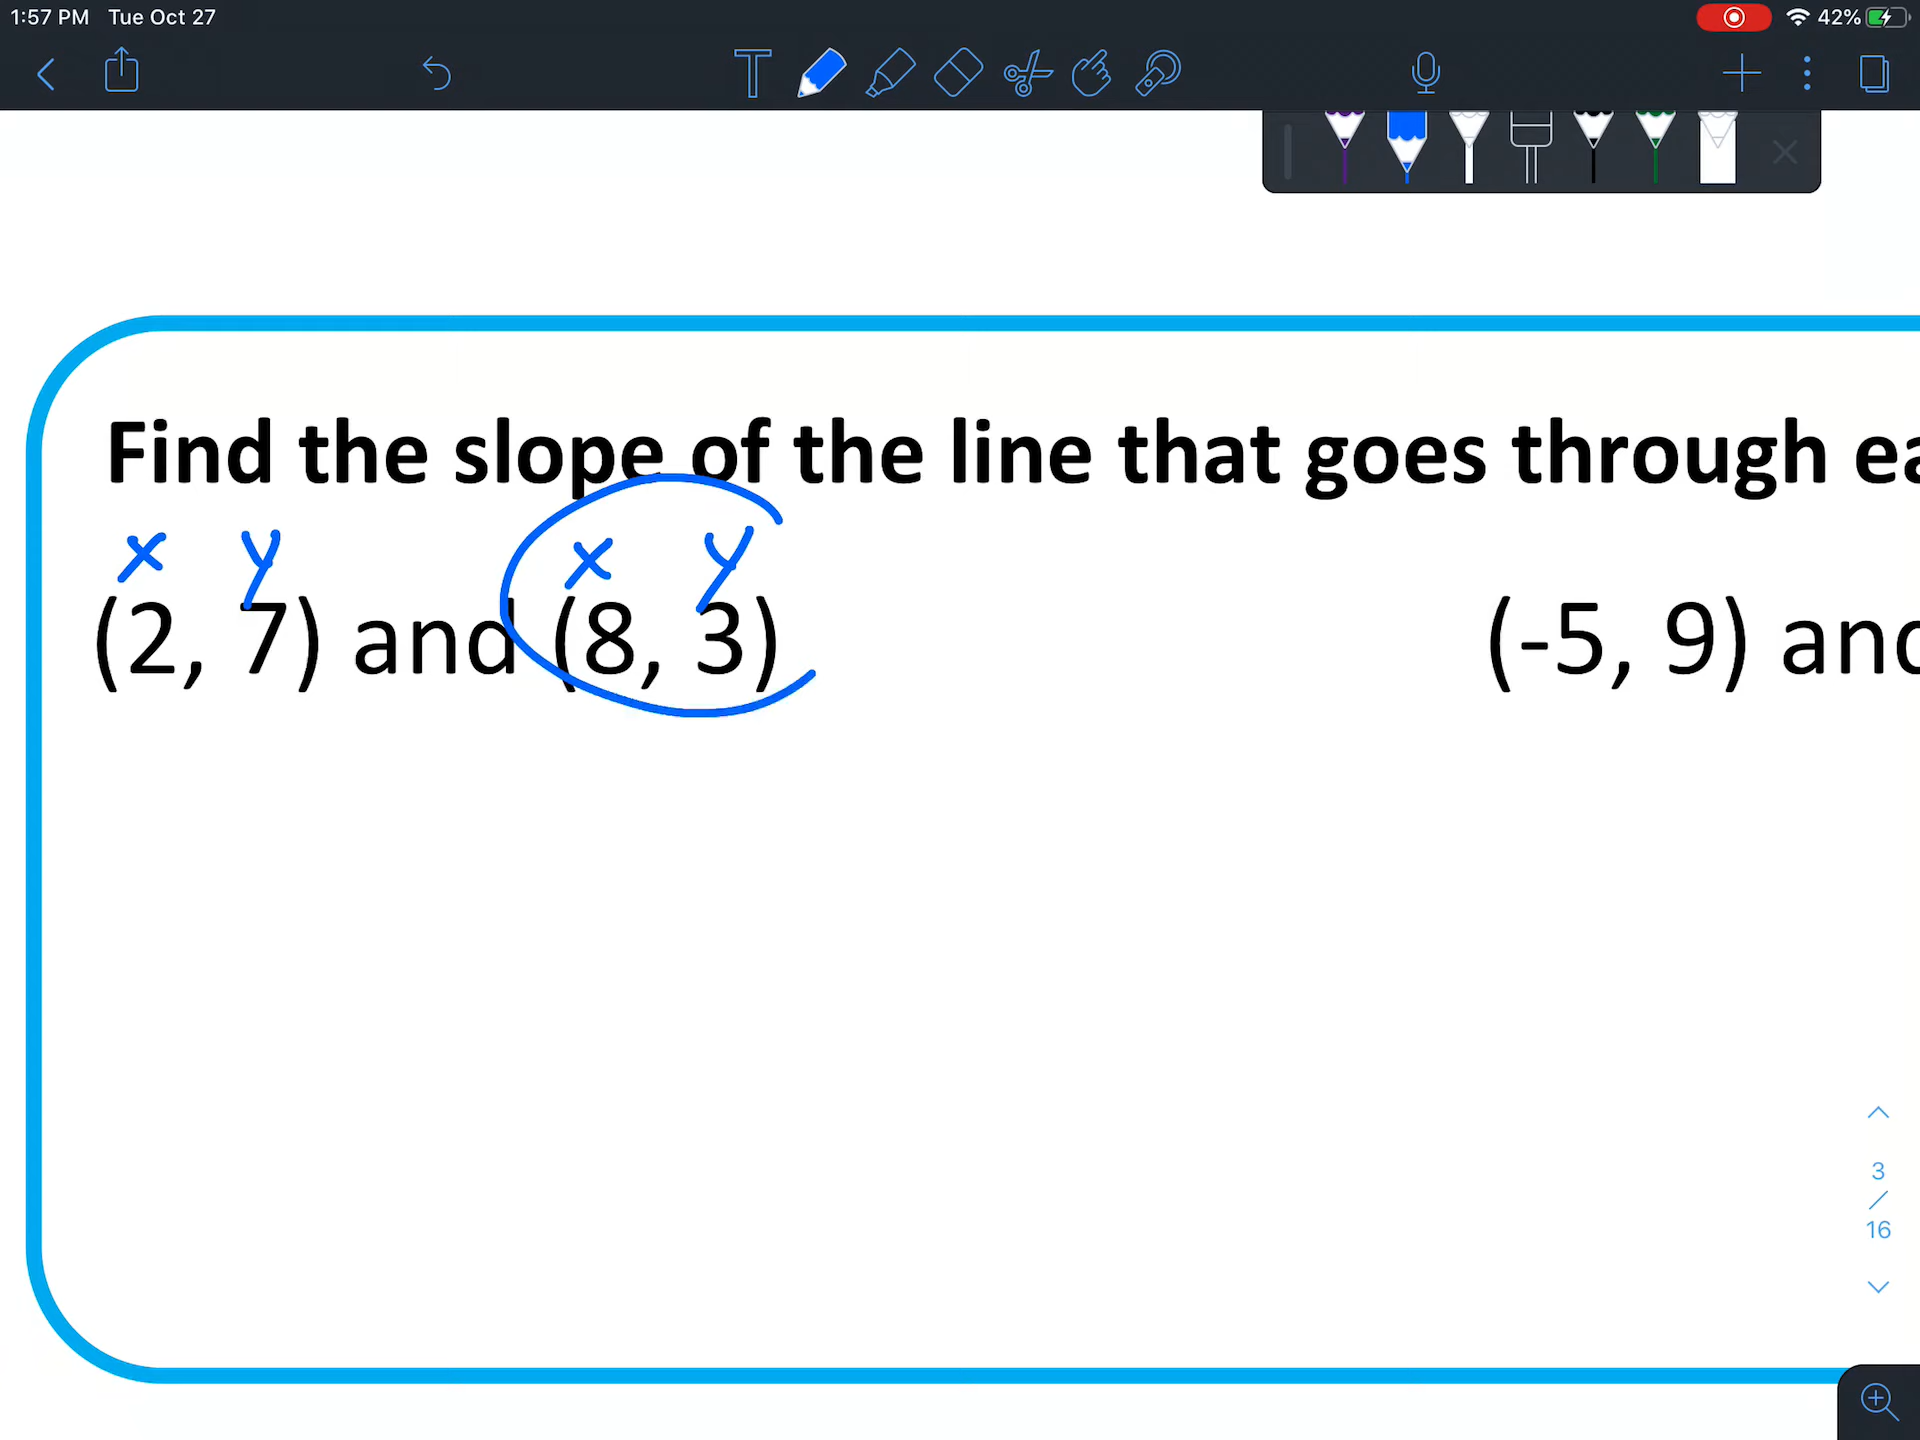 1:57 PM Tue Oct 27
42%
T
Find the slope of the line that goes through ea
x y x y
(2, 7) and (8, 3)
(-5, 9) and
3
/
16